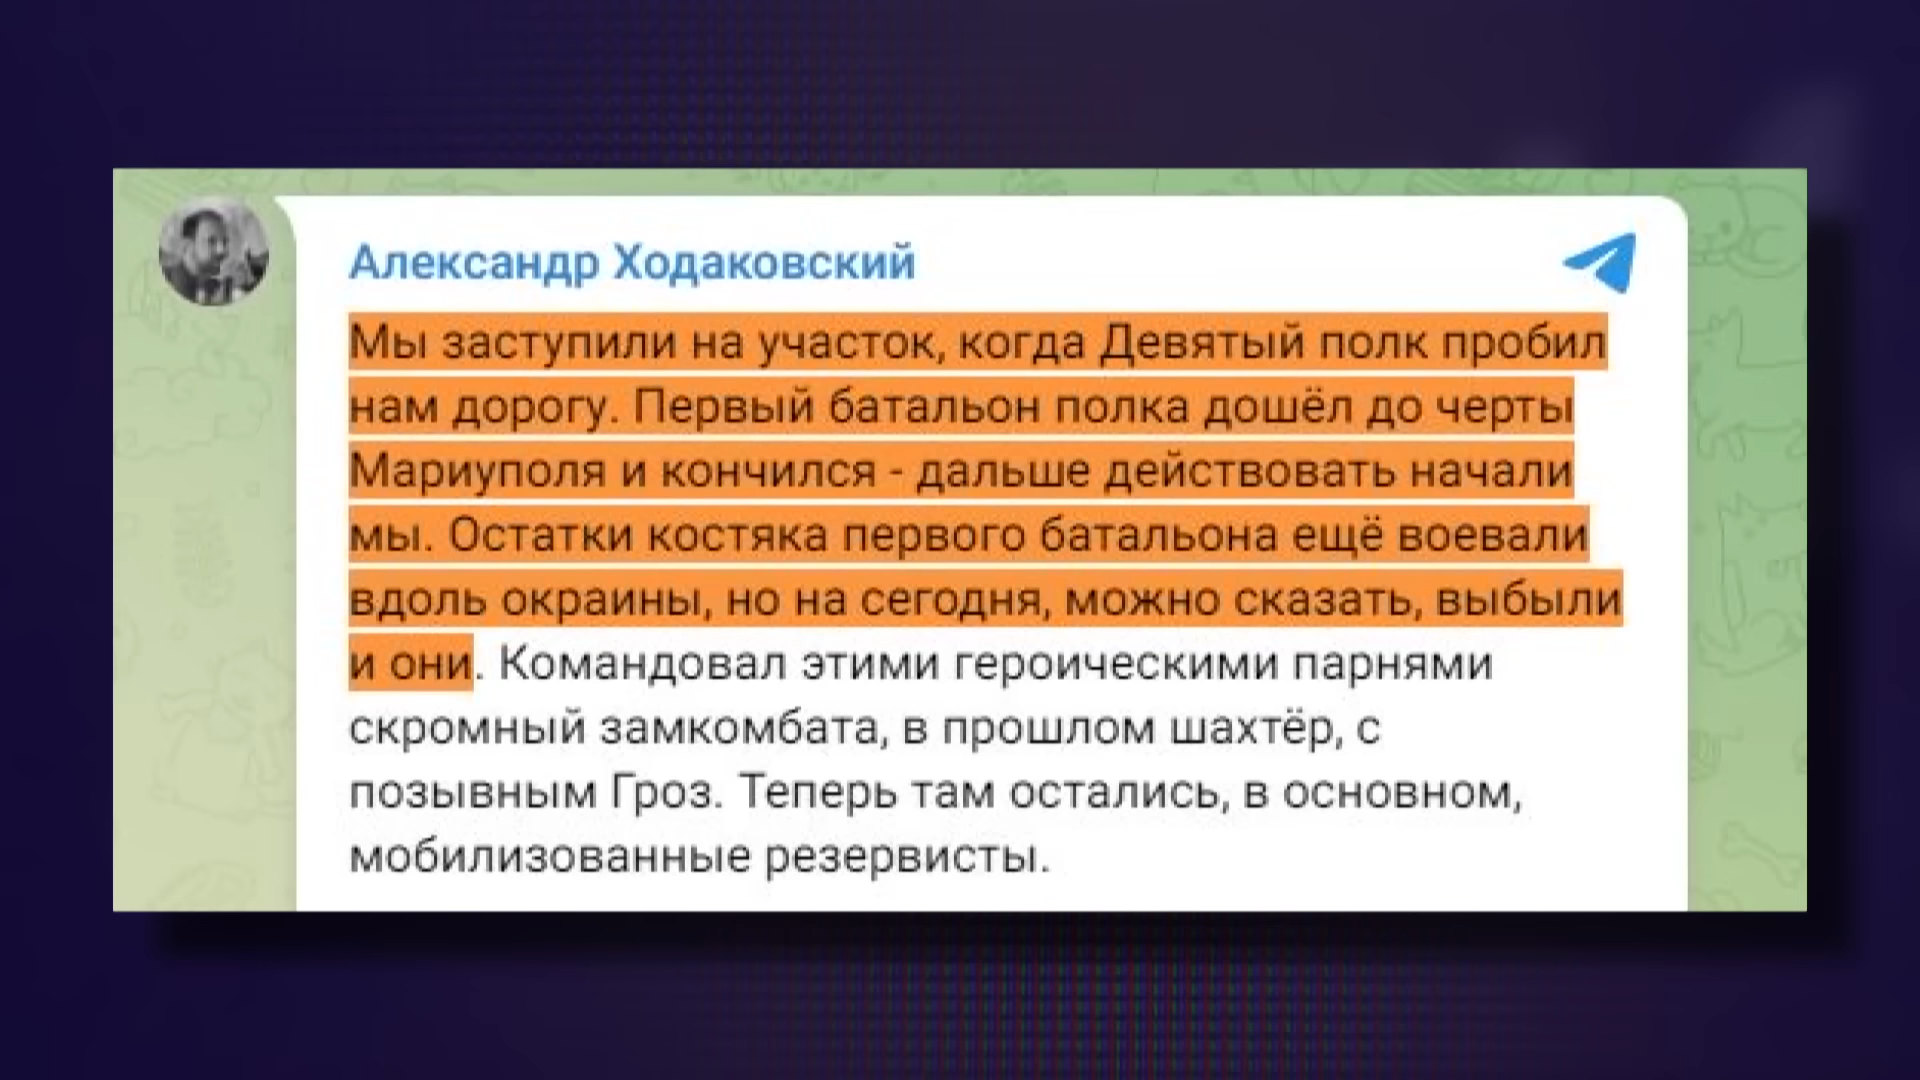 Александр Ходаковский
Мы заступили на участок, когда Девятый полк пробил
нам дорогу. Первый батальон полка дошёл до черты
Мариуполя и кончился - дальше действовать начали
мы. Остатки костяка первого батальона ещё воевали
вдоль окраины, но на сегодня, можно сказать, выбыли
и они. Командовал этими героическими парнями
скромный замкомбата, в прошлом шахтёр, с
позывным Гроз. Теперь там остались, в основном,
мобилизованные резервисты.